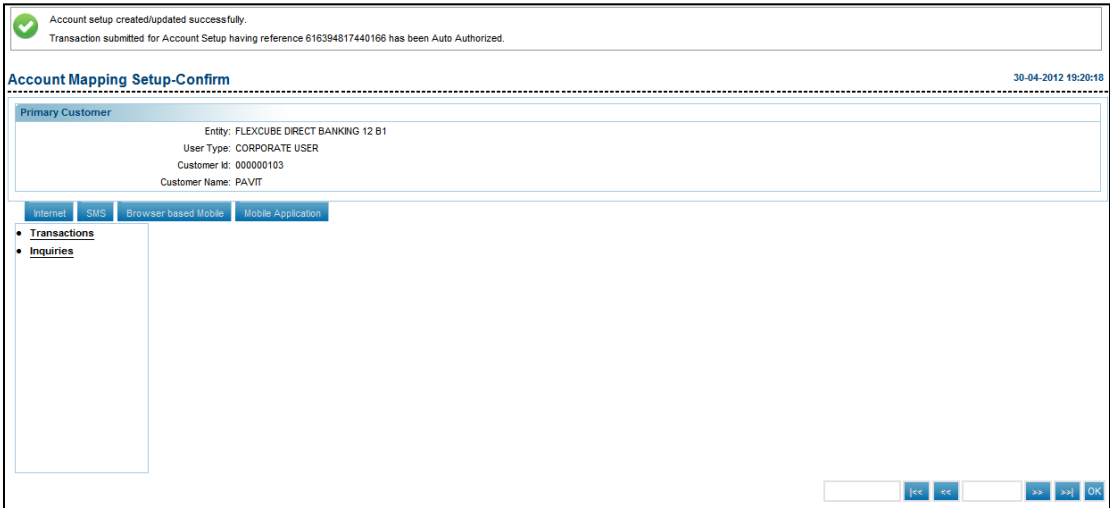 Account setup created/updated successfully.
Transaction submitted for Account Setup having reference 616394817440166 has been Auto Authorized.
Account Mapping Setup-Confirm
30-04-2012 19:20:18
Primary Customer
Entity: FLEXCUBE DIRECT BANKING 12 B1
User Type: CORPORATE USER
Customer Id: 000000103
Customer Name: PAVIT
Internet SMS Browser based Mobile Mobile Application
Transactions
Inquiries
|<< << >> >>| OK